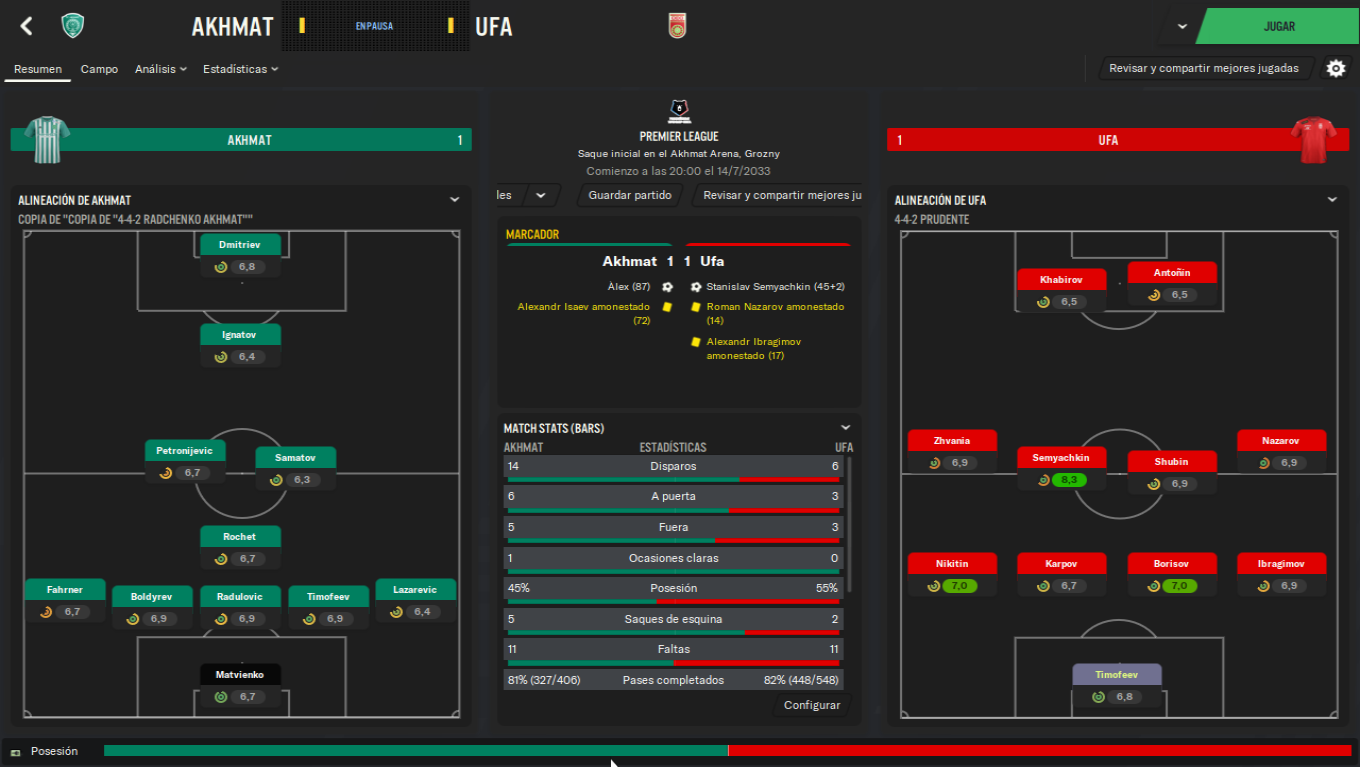 AKHMAT
EN PAUSA
UFA
JUGAR
Resumen
Campo
Análisis
Estadísticas
Revisar y compartir mejores jugadas
AKHMAT 1
PREMIER LEAGUE
Saque inicial en el Akhmat Arena, Grozny
Comienzo a las 20:00 el 14/7/2033
les
Guardar partido
Revisar y compartir mejores ju
1 UFA
ALINEACIÓN DE AKHMAT
COPIA DE "COPIA DE "4-4-2 RADCHENKO AKHMAT""
Dmitriev
6,8
Ignatov
6,4
Petronijevic
6,7
Samatov
6,3
Rochet
6,7
Fahrner
6,7
Boldyrev
6,9
Radulovic
6,9
Timofeev
6,9
Lazarevic
6,4
Matvienko
6,7
MARCADOR
Akhmat 1 1 Ufa
Àlex (87)
Stanislav Semyachkin (45+2)
Alexandr Isaev amonestado
(72)
Roman Nazarov amonestado
(14)
Alexandr Ibragimov
amonestado (17)
MATCH STATS (BARS)
AKHMAT ESTADÍSTICAS UFA
14 Disparos 6
6 A puerta 3
5 Fuera 3
1 Ocasiones claras 0
45% Posesión 55%
5 Saques de esquina 2
11 Faltas 11
81% (327/406) Pases completados 82% (448/548)
Configurar
ALINEACIÓN DE UFA
4-4-2 PRUDENTE
Khabirov
6,5
Antoñin
6,5
Zhvania
6,9
Semyachkin
8,3
Shubin
6,9
Nazarov
6,9
Nikitin
7,0
Karpov
6,7
Borisov
7,0
Ibragimov
6,9
Timofeev
6,8
Posesión